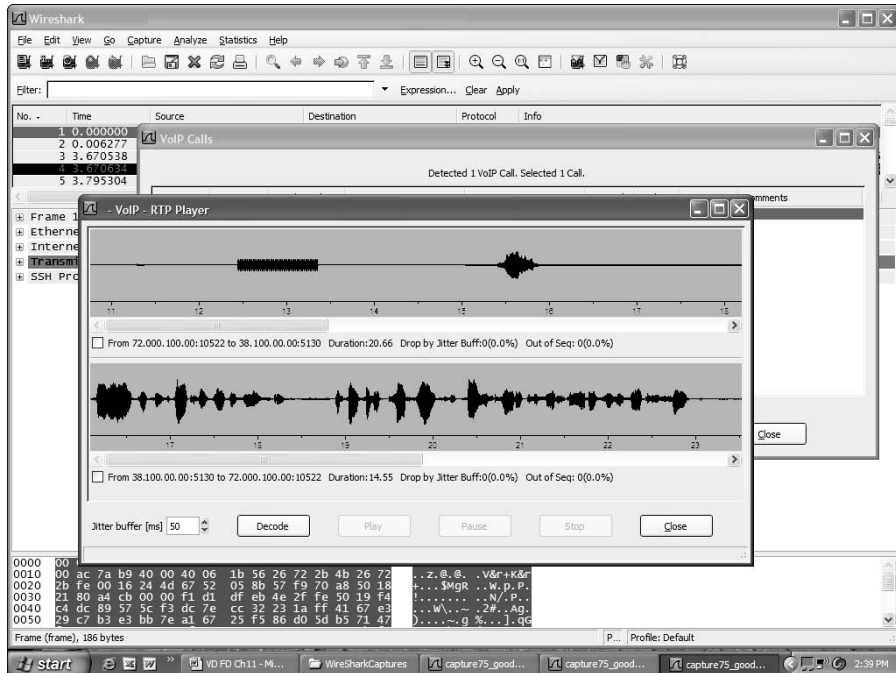 Wireshark
File Edit View Go Capture Analyze Statistics Help
Filter: Expression... Clear Apply
No. - Time Source Destination Protocol Info
1 0.000000
2 0.006277
3 3.670538
4 3.670634
5 3.795304
VoIP Calls
Detected 1 VoIP Call. Selected 1 Call.
mments
Frame 1
Etherne
Interne
Transmi
SSH Pro
Close
- VoIP - RTP Player
11 12 13 14 15 16 17 18
From 72.000.100.00:10522 to 38.100.00.00:5130 Duration:20.66 Drop by Jitter Buff:0(0.0%) Out of Seq: 0(0.0%)
17 18 19 20 21 22 23
From 38.100.00.00:5130 to 72.000.100.00:10522 Duration:14.55 Drop by Jitter Buff:0(0.0%) Out of Seq: 0(0.0%)
Jitter buffer [ms] 50 Decode Play Pause Stop Close
0000 00
0010 00 ac 7a b9 40 00 40 06 1b 56 26 72 2b 4b 26 72 ..z.@.@. .V&r+K&r
0020 2b fe 00 16 24 4d 67 52 05 8b 57 f9 70 a8 50 18 +...$MgR ..W.p.P.
0030 21 80 a4 cb 00 00 f1 d1 df eb 4e 2f fe 50 19 f4 !....... ..N/.P..
0040 c4 dc 89 57 5c f3 dc 7e cc 32 23 1a ff 41 67 e3 ...W\..~ .2#..Ag.
0050 29 c7 b3 e3 bb 7e a1 67 25 f5 86 d0 5d b5 71 47 )....~.g %...].qG
Frame (frame), 186 bytes P... Profile: Default
start VD FD Ch11 - Mi... WireSharkCaptures capture75_good... capture75_good... capture75_good... 2:39 PM